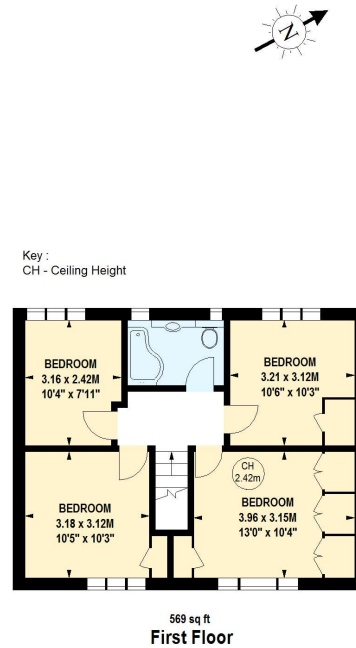 N
Key :
CH - Ceiling Height
BEDROOM
3.16 x 2.42M
10'4" x 7'11"
BEDROOM
3.21 x 3.12M
10'6" x 10'3"
BEDROOM
3.18 x 3.12M
10'5" x 10'3"
CH
2.42m
BEDROOM
3.96 x 3.15M
13'0" x 10'4"
569 sq ft
First Floor